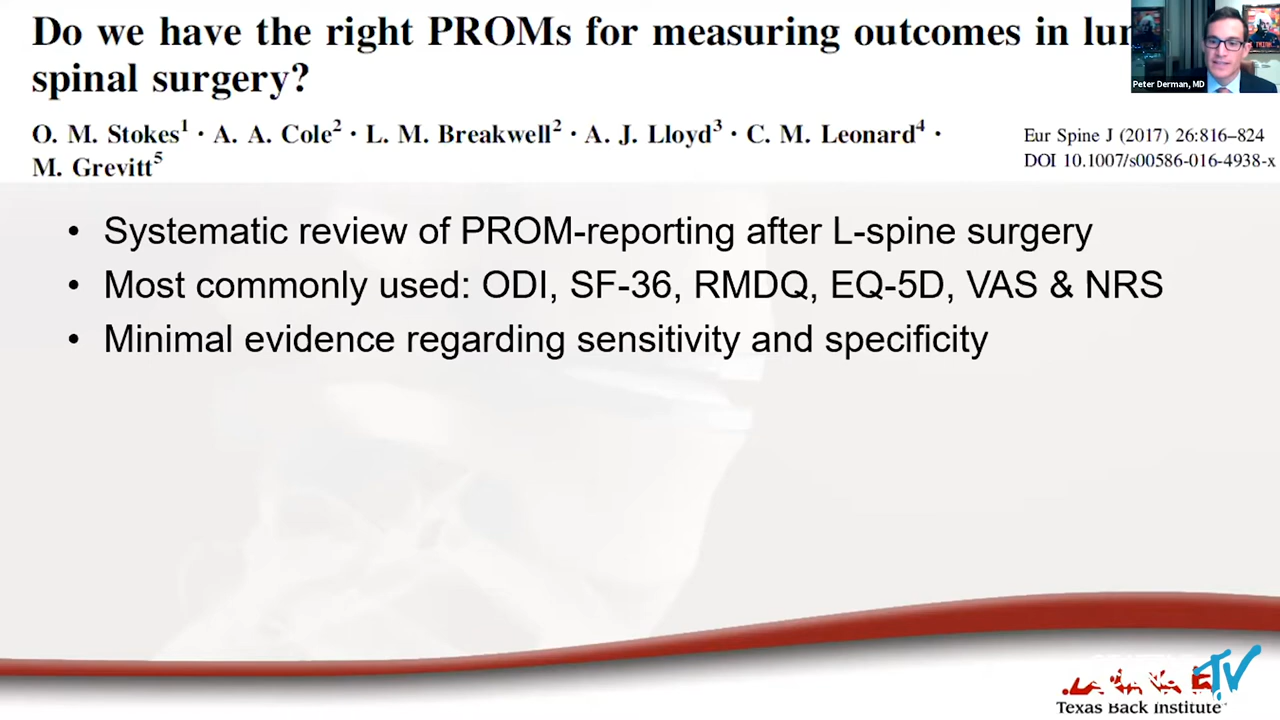 Do we have the right PROMs for measuring outcomes in
spinal surgery?
Peter Derman, MD
O. M. Stokes1 · A. A. Cole2 · L. M. Breakwell2 · A. J. Lloyd3 · C. M. Leonard4 ·
M. Grevitt5
Eur Spine J (2017) 26:816–824
DOI 10.1007/s00586-016-4938-x
• Systematic review of PROM-reporting after L-spine surgery
• Most commonly used: ODI, SF-36, RMDQ, EQ-5D, VAS & NRS
• Minimal evidence regarding sensitivity and specificity
TV
Texas Back Institute